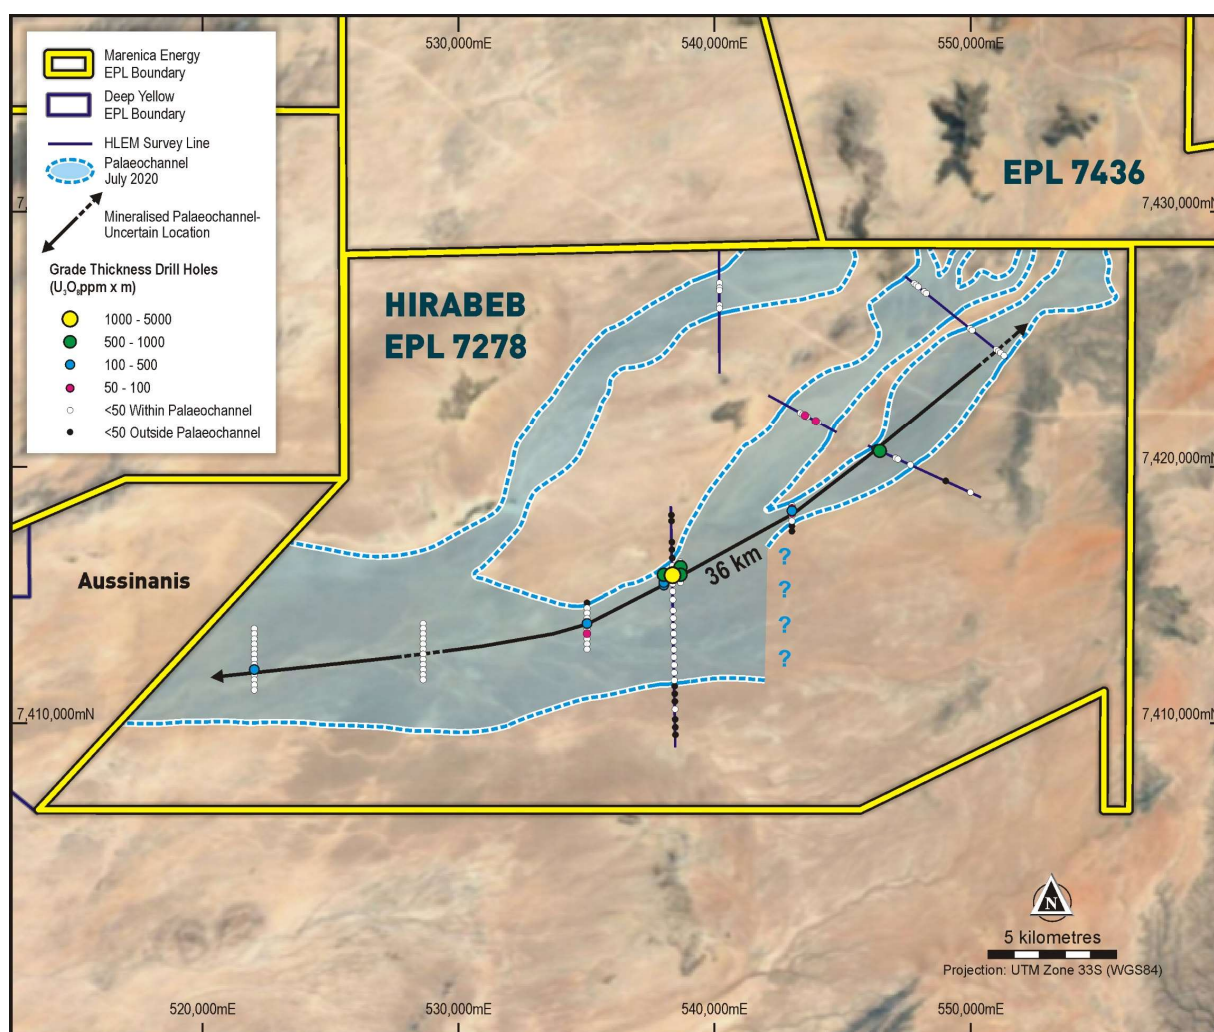 530,000mE
540,000mE
550,000mE
Marenica Energy
EPL Boundary
Deep Yellow
EPL Boundary
HLEM Survey Line
Palaeochannel
July 2020
Mineralised Palaeochannel-
Uncertain Location
Grade Thickness Drill Holes
(U₃O₈ppm x m)
1000 - 5000
500 - 1000
100 - 500
50 - 100
<50 Within Palaeochannel
<50 Outside Palaeochannel
EPL 7436
7,430,000mN
HIRABEB
EPL 7278
7,420,000mN
36 km
?
?
?
?
Aussinanis
7,410,000mN
7,410,000mN
N
5 kilometres
Projection: UTM Zone 33S (WGS84)
520,000mE
530,000mE
540,000mE
550,000mE